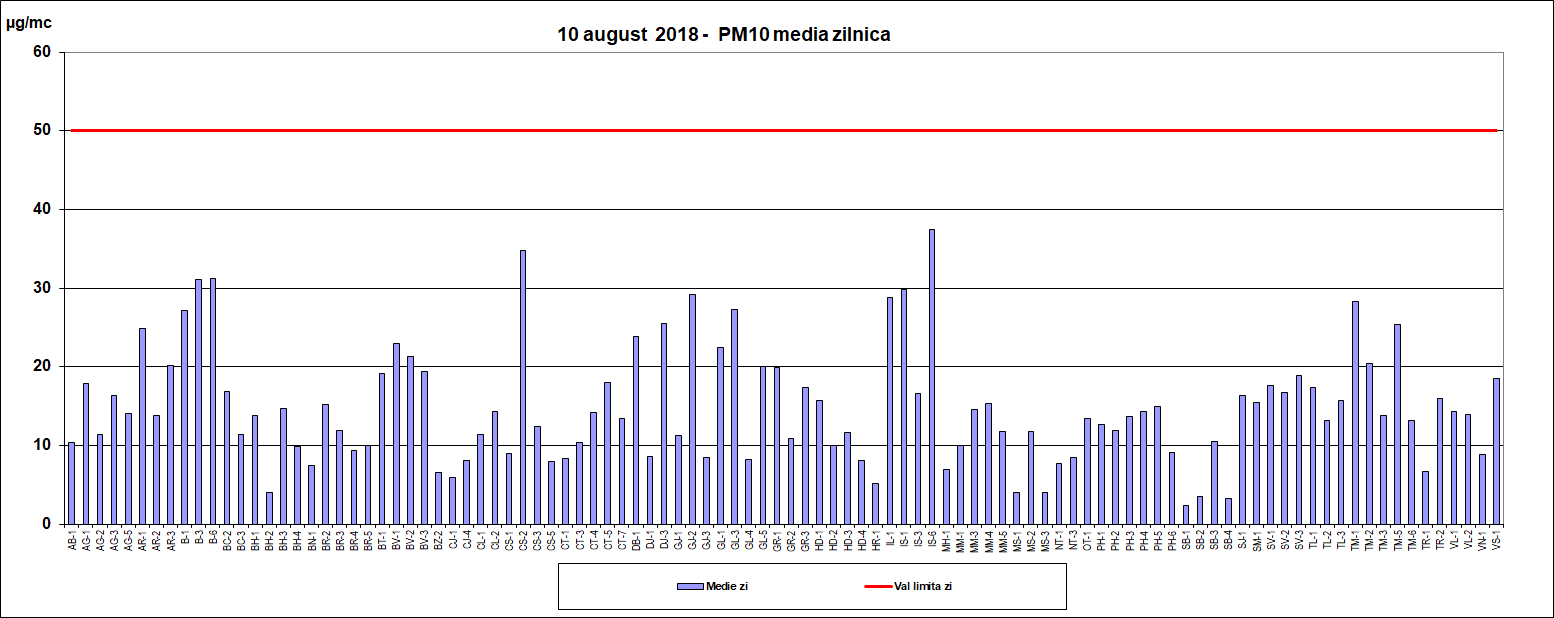 µg/mc
10 august 2018 - PM10 media zilnica
60
50
40
30
20
10
0
AB-1 AG-1 AG-2 AG-3 AG-5 AR-1 AR-2 AR-3 B-1 B-3 B-6 BC-2 BC-3 BH-1 BH-2 BH-3 BH-4 BN-1 BR-2 BR-3 BR-4 BR-5 BT-1 BV-1 BV-2 BV-3 BZ-2 CJ-1 CJ-4 CL-1 CL-2 CS-1 CS-2 CS-3 CS-5 CT-1 CT-3 CT-4 CT-5 CT-7 DB-1 DJ-1 DJ-3 GJ-1 GJ-2 GJ-3 GL-1 GL-3 GL-4 GL-5 GR-1 GR-2 GR-3 HD-1 HD-2 HD-3 HD-4 HR-1 IL-1 IS-1 IS-3 IS-6 MH-1 MM-1 MM-3 MM-4 MM-5 MS-1 MS-2 MS-3 NT-1 NT-3 OT-1 PH-1 PH-2 PH-3 PH-4 PH-5 PH-6 SB-1 SB-2 SB-3 SB-4 SJ-1 SM-1 SV-1 SV-2 SV-3 TL-1 TL-2 TL-3 TM-1 TM-2 TM-3 TM-5 TM-6 TR-1 TR-2 VL-1 VL-2 VN-1 VS-1
Medie zi Val limita zi